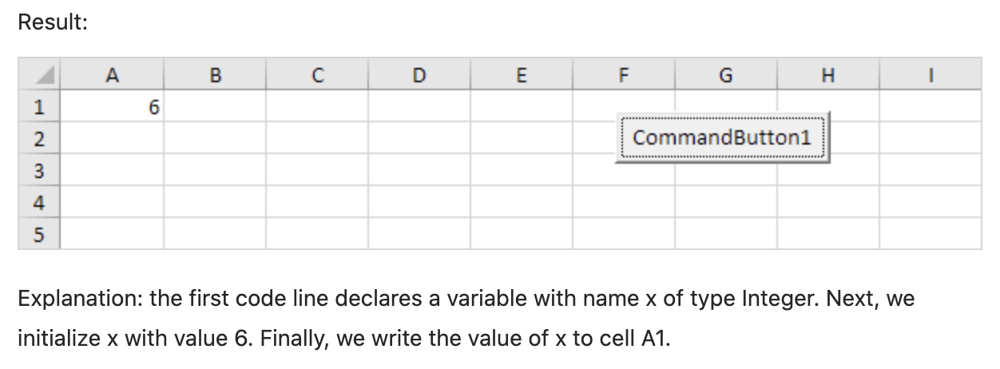 Result:
A B C D E F G H I
1 6
2 CommandButton1
3
4
5
Explanation: the first code line declares a variable with name x of type Integer. Next, we
initialize x with value 6. Finally, we write the value of x to cell A1.